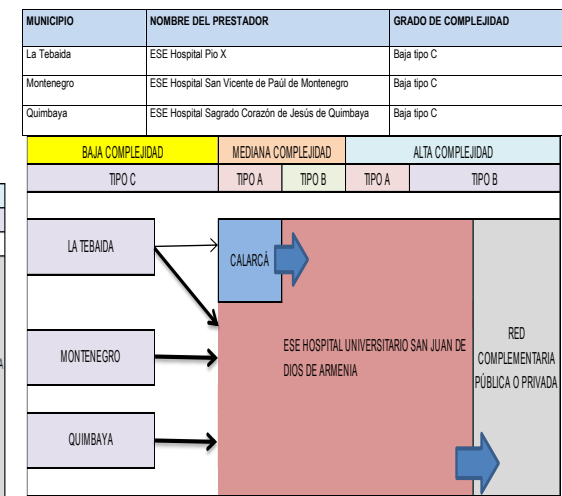 MUNICIPIO NOMBRE DEL PRESTADOR GRADO DE COMPLEJIDAD
La Tebaida ESE Hospital Pio X Baja tipo C
Montenegro ESE Hospital San Vicente de Paúl de Montenegro Baja tipo C
Quimbaya ESE Hospital Sagrado Corazón de Jesús de Quimbaya Baja tipo C
BAJA COMPLEJIDAD MEDIANA COMPLEJIDAD ALTA COMPLEJIDAD
TIPO C TIPO A TIPO B TIPO A TIPO B
LA TEBAIDA
CALARCÁ
MONTENEGRO
QUIMBAYA
ESE HOSPITAL UNIVERSITARIO SAN JUAN DE
DIOS DE ARMENIA
RED
COMPLEMENTARIA
PÚBLICA O PRIVADA